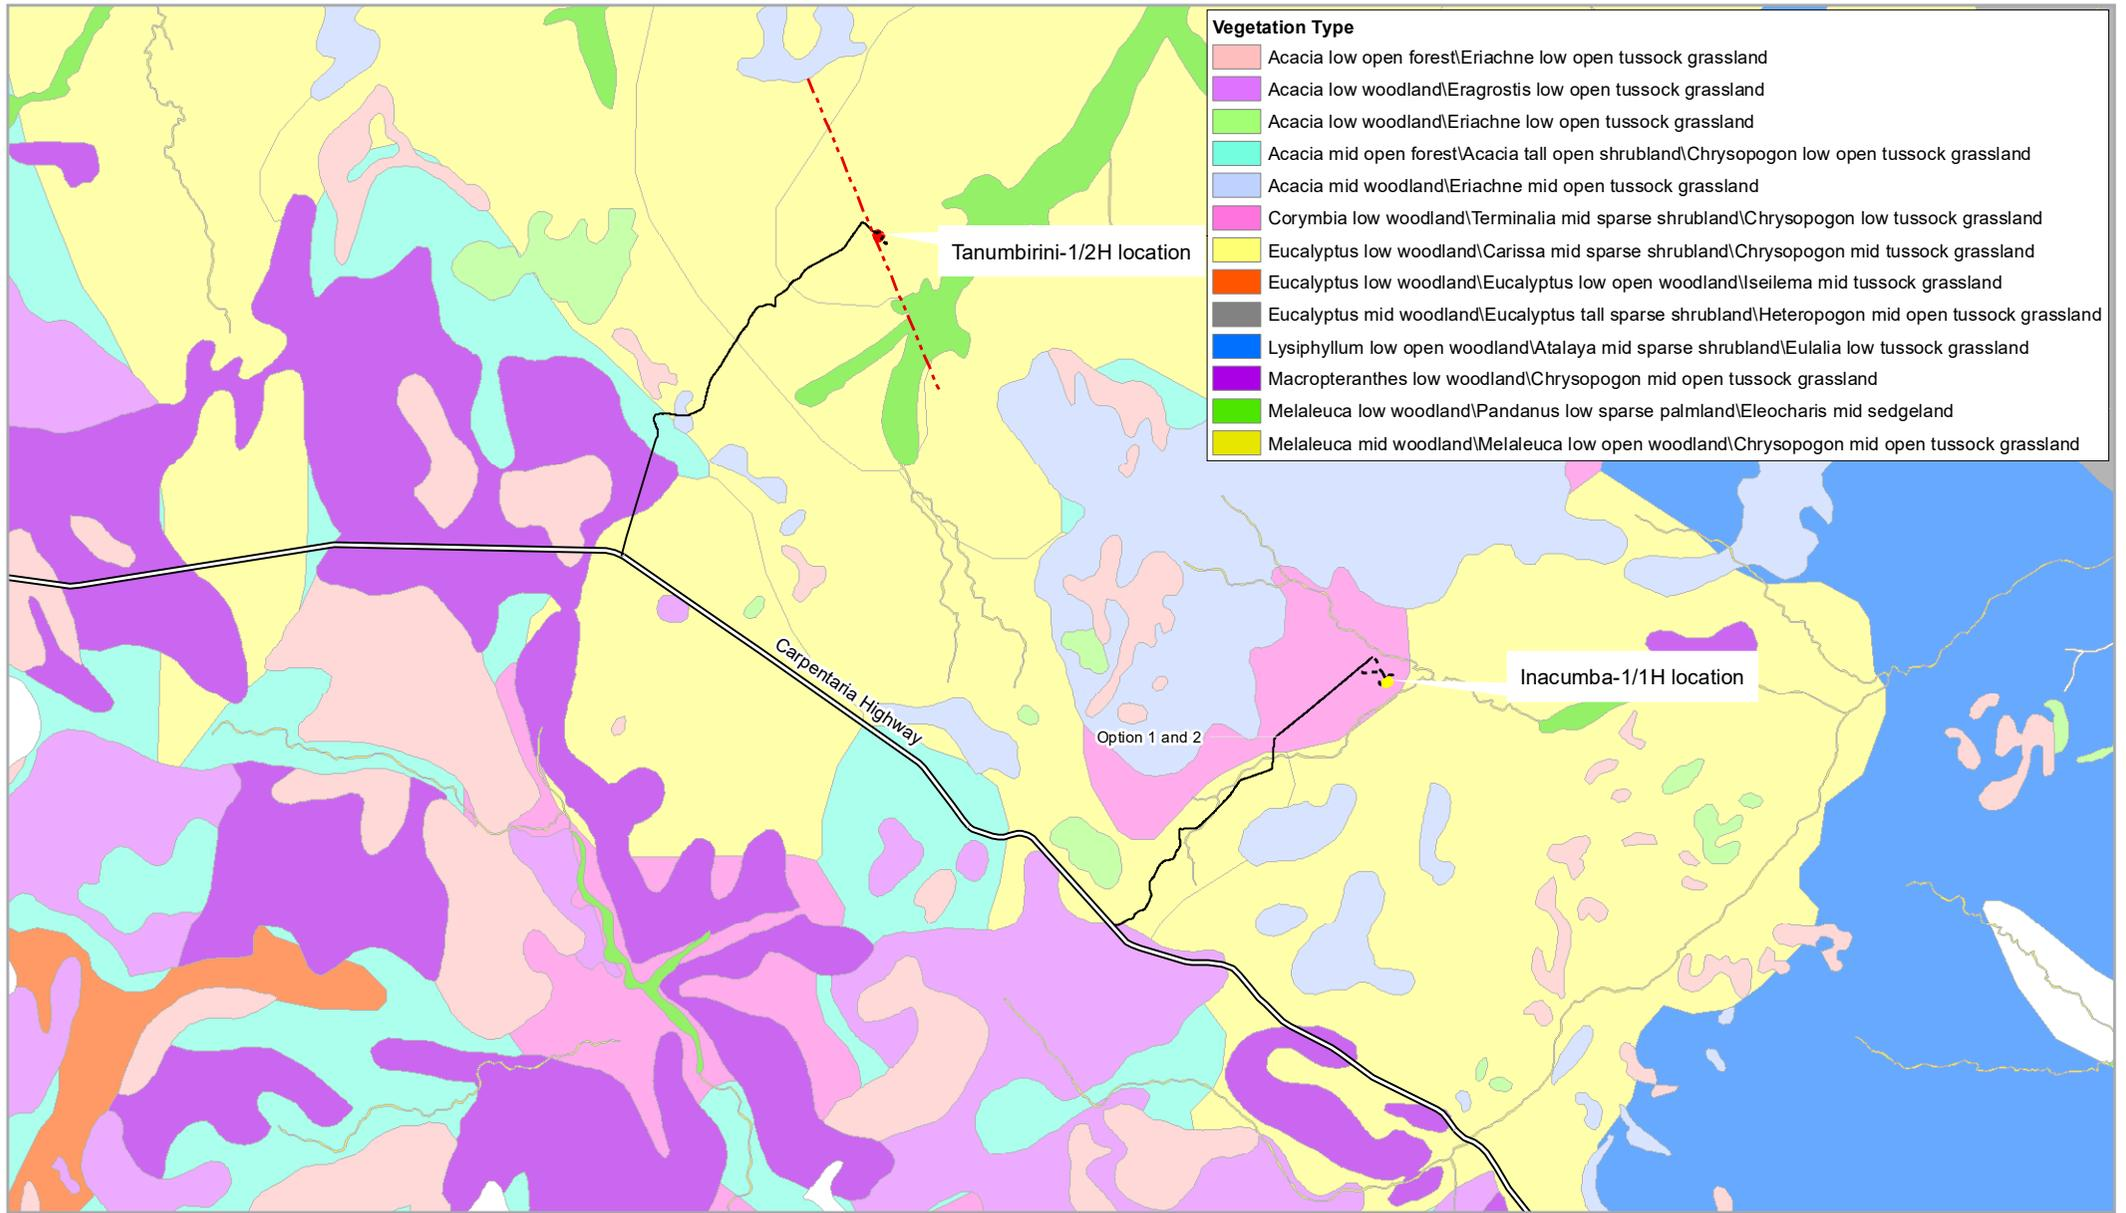 Vegetation Type
Acacia low open forest\Eriachne low open tussock grassland
Acacia low woodland\Eragrostis low open tussock grassland
Acacia low woodland\Eriachne low open tussock grassland
Acacia mid open forest\Acacia tall open shrubland\Chrysopogon low open tussock grassland
Acacia mid woodland\Eriachne mid open tussock grassland
Corymbia low woodland\Terminalia mid sparse shrubland\Chrysopogon low tussock grassland
Eucalyptus low woodland\Carissa mid sparse shrubland\Chrysopogon mid tussock grassland
Eucalyptus low woodland\Eucalyptus low open woodland\Iseilema mid tussock grassland
Eucalyptus mid woodland\Eucalyptus tall sparse shrubland\Heteropogon mid open tussock grassland
Lysiphyllum low open woodland\Atalaya mid sparse shrubland\Eulalia low tussock grassland
Macropteranthes low woodland\Chrysopogon mid open tussock grassland
Melaleuca low woodland\Pandanus low sparse palmland\Eleocharis mid sedgeland
Melaleuca mid woodland\Melaleuca low open woodland\Chrysopogon mid open tussock grassland
Tanumbirini-1/2H location
Carpentaria Highway
Inacumba-1/1H location
Option 1 and 2